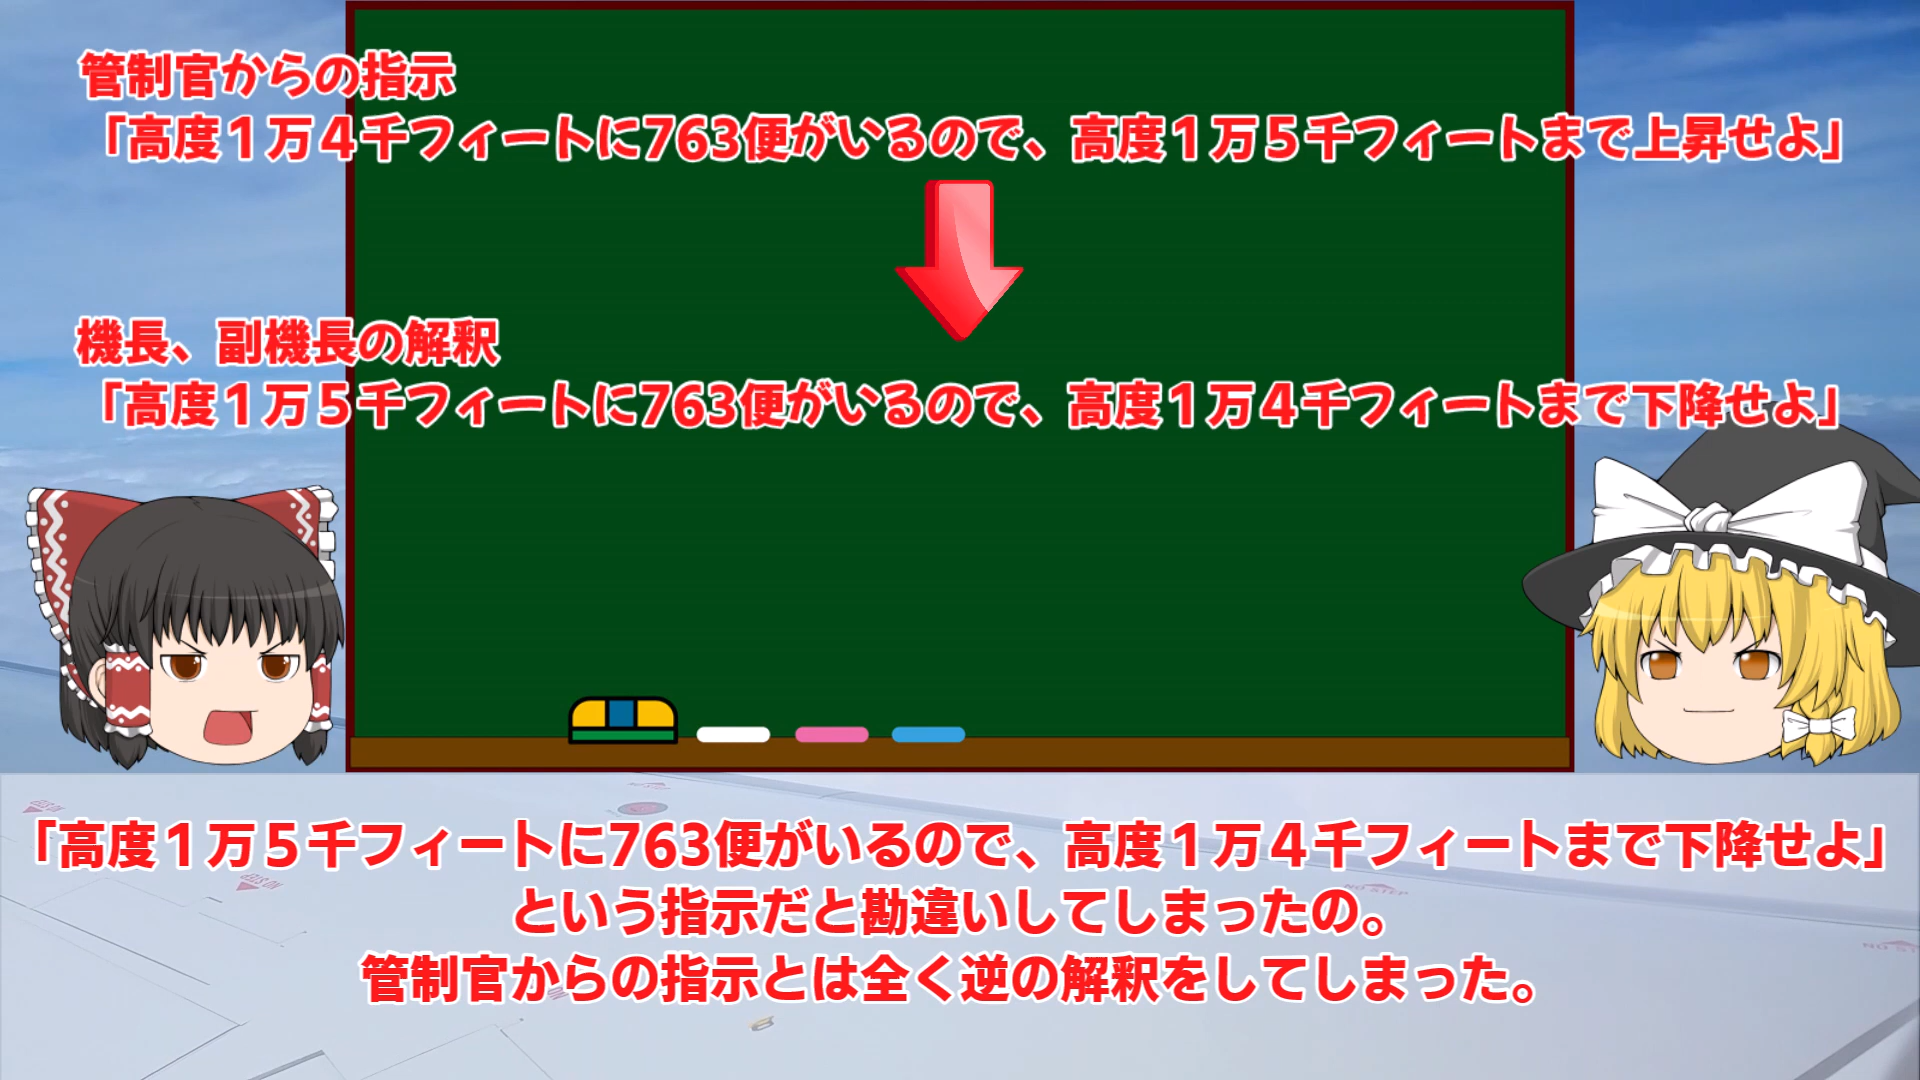 管制官からの指示
「高度１万４千フィートに763便がいるので、高度１万５千フィートまで上昇せよ」
機長、副機長の解釈
「高度１万５千フィートに763便がいるので、高度１万４千フィートまで下降せよ」
「高度１万５千フィートに763便がいるので、高度１万４千フィートまで下降せよ」
という指示だと勘違いしてしまったの。
管制官からの指示とは全く逆の解釈をしてしまった。
NO STEP